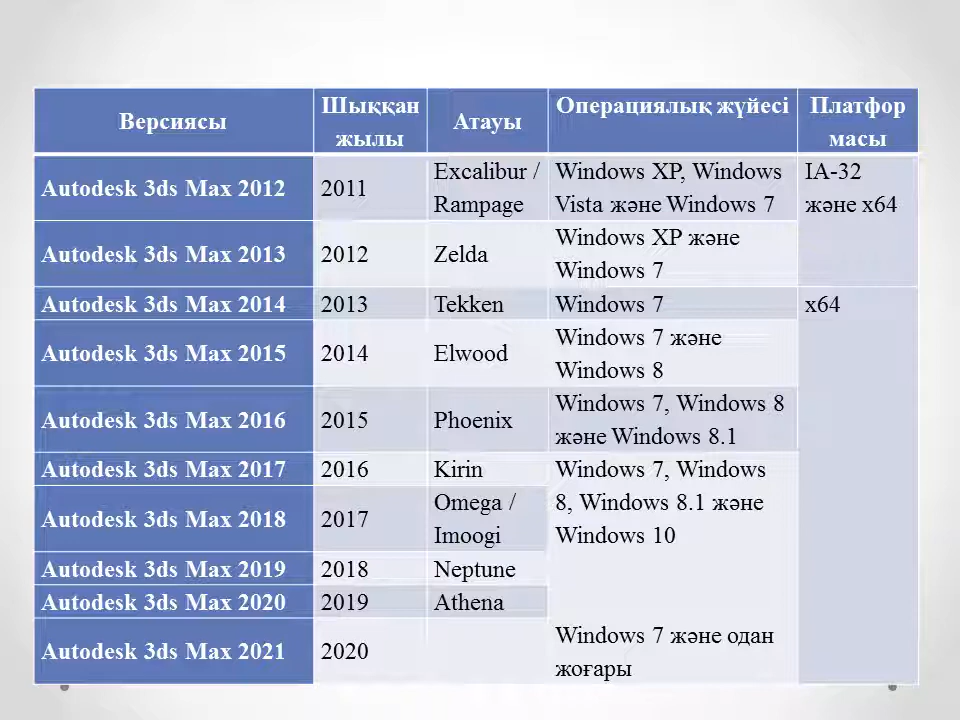 Версиясы
Шыққан
жылы
Атауы
Операциялық жүйесі
Платфор
масы
Autodesk 3ds Max 2012
2011
Excalibur /
Rampage
Windows XP, Windows
Vista және Windows 7
IA-32
және x64
Autodesk 3ds Max 2013
2012
Zelda
Windows XP және
Windows 7
Autodesk 3ds Max 2014
2013
Tekken
Windows 7
x64
Autodesk 3ds Max 2015
2014
Elwood
Windows 7 және
Windows 8
Autodesk 3ds Max 2016
2015
Phoenix
Windows 7, Windows 8
және Windows 8.1
Autodesk 3ds Max 2017
2016
Kirin
Windows 7, Windows
8, Windows 8.1 және
Windows 10
Autodesk 3ds Max 2018
2017
Omega /
Imoogi
Autodesk 3ds Max 2019
2018
Neptune
Autodesk 3ds Max 2020
2019
Athena
Autodesk 3ds Max 2021
2020
Windows 7 және одан
жоғары